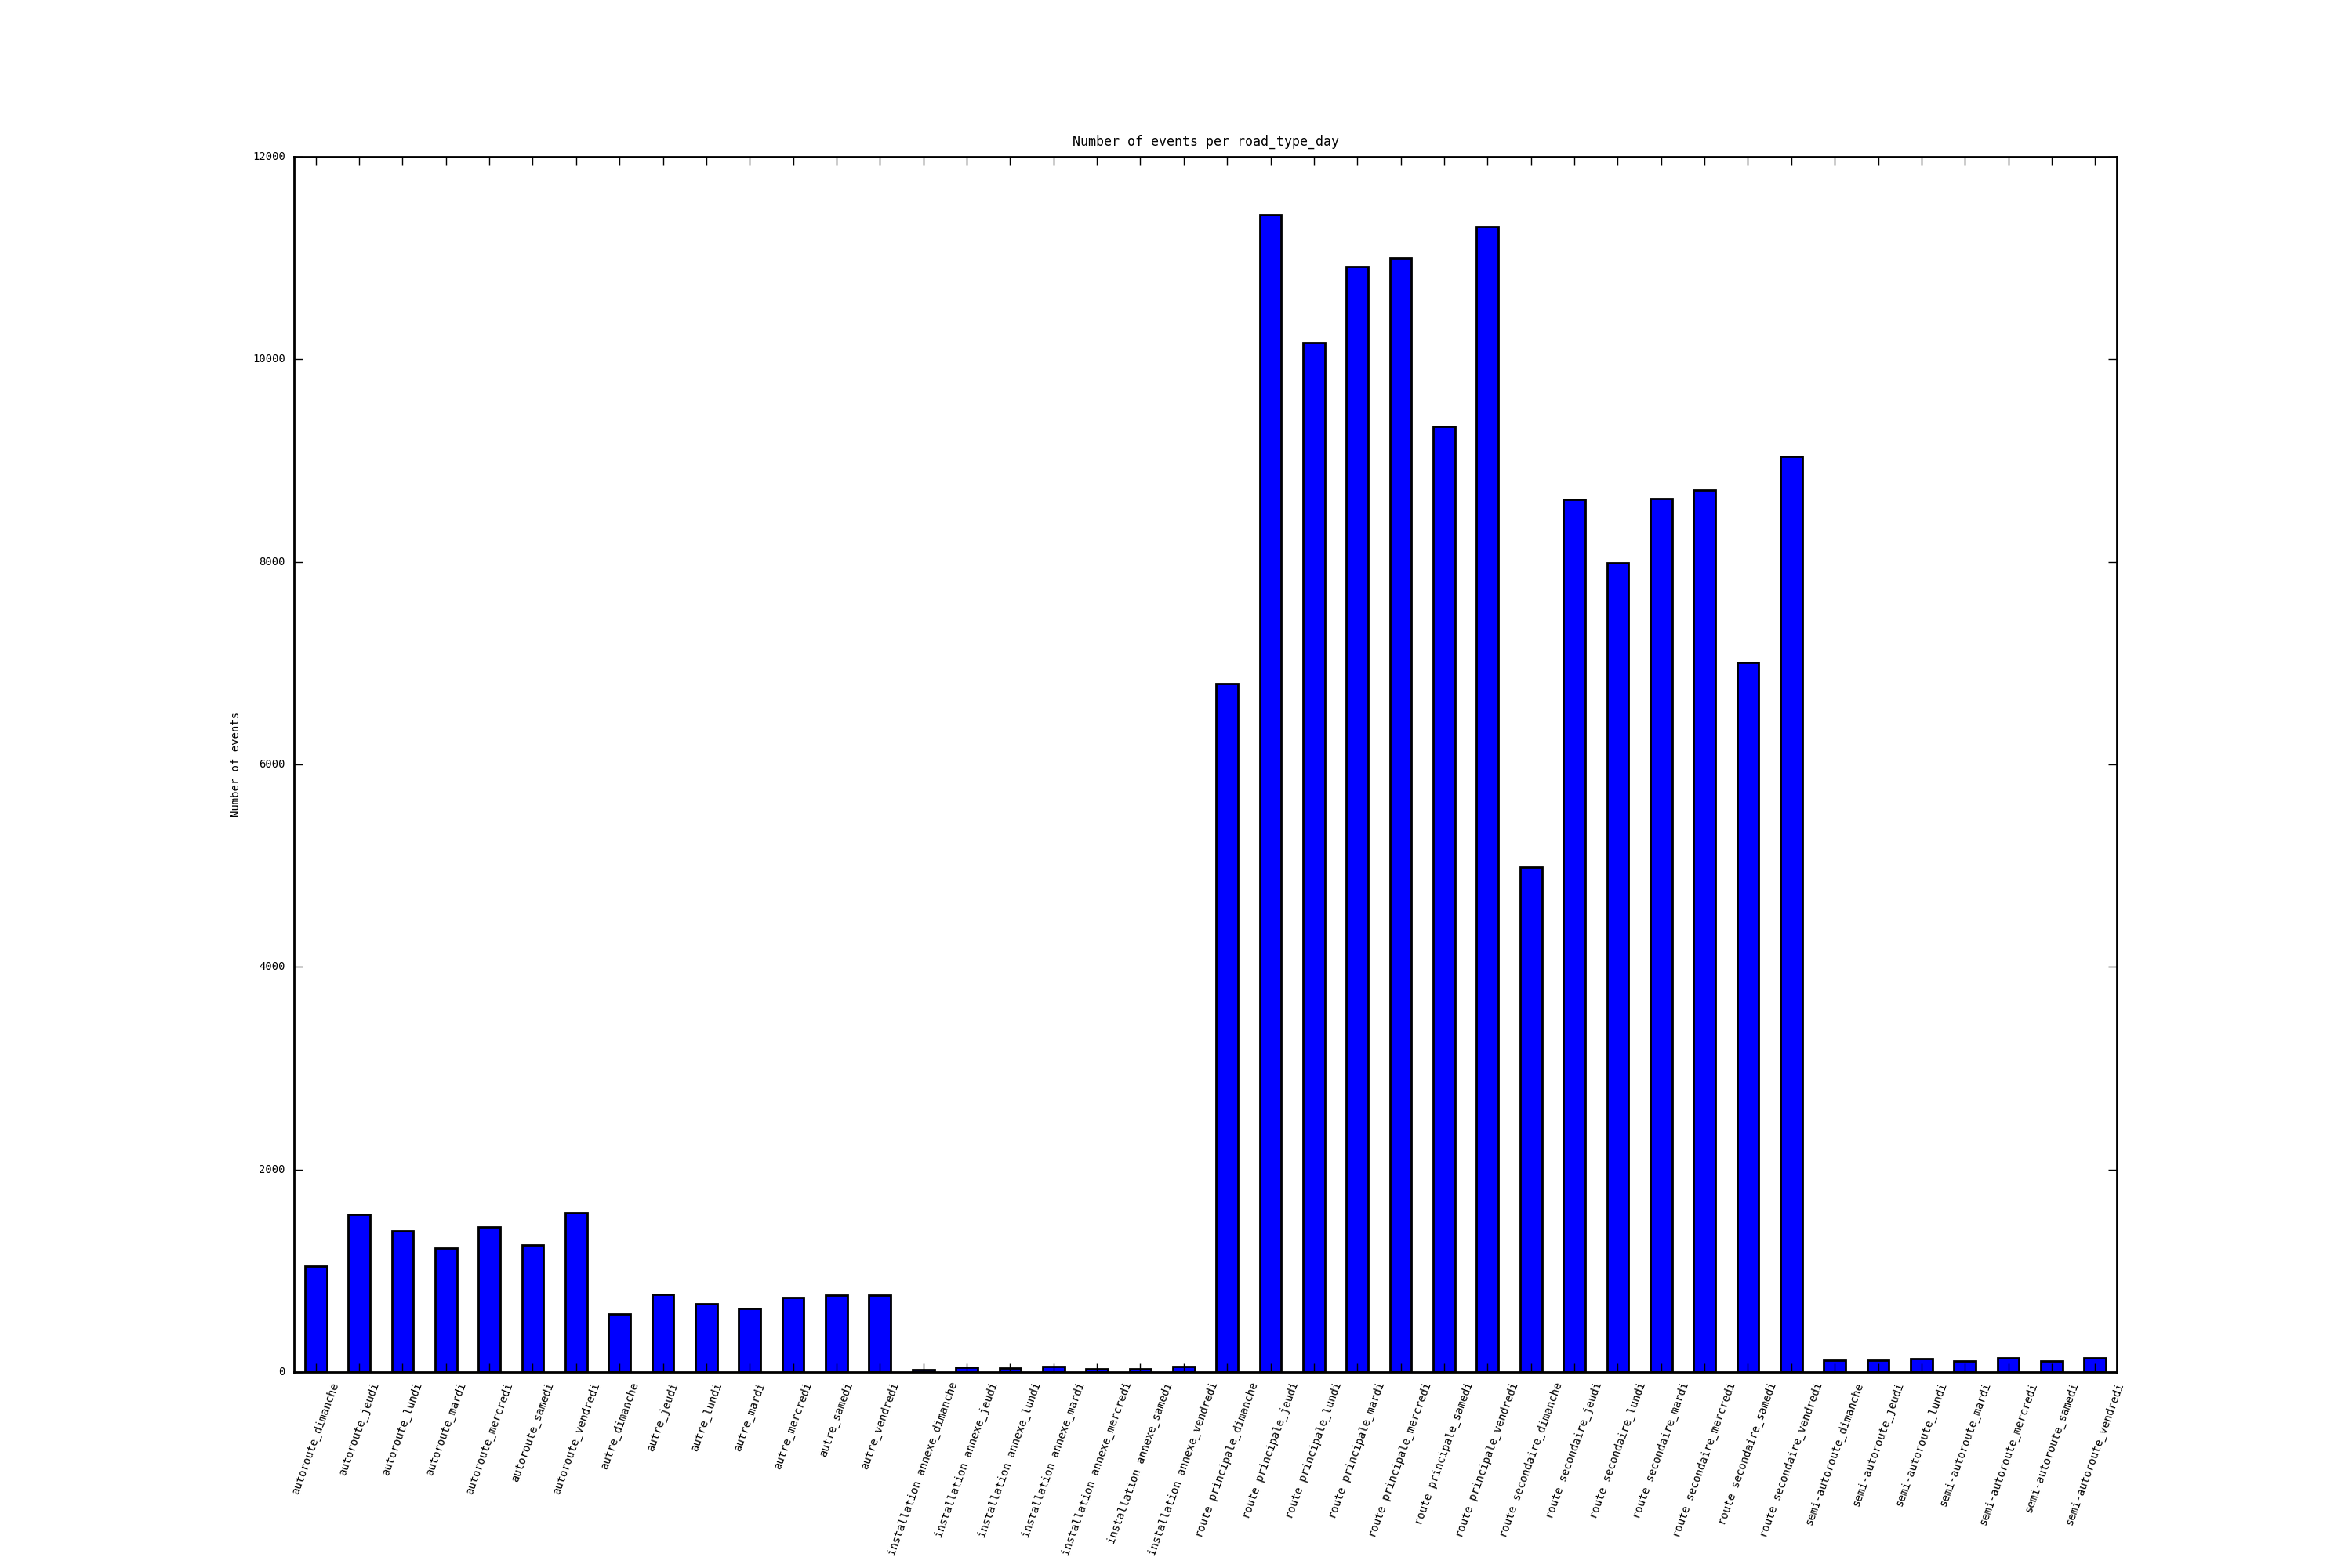 Number of events per road_type_day
12000
10000
8000
6000
4000
2000
0
Number of events
autoroute_dimanche
autoroute_jeudi
autoroute_lundi
autoroute_mardi
autoroute_mercredi
autoroute_samedi
autoroute_vendredi
autre_dimanche
autre_jeudi
autre_lundi
autre_mardi
autre_mercredi
autre_samedi
autre_vendredi
installation annexe_dimanche
installation annexe_jeudi
installation annexe_lundi
installation annexe_mardi
installation annexe_mercredi
installation annexe_samedi
installation annexe_vendredi
route principale_dimanche
route principale_jeudi
route principale_lundi
route principale_mardi
route principale_mercredi
route principale_samedi
route principale_vendredi
route secondaire_dimanche
route secondaire_jeudi
route secondaire_lundi
route secondaire_mardi
route secondaire_mercredi
route secondaire_samedi
route secondaire_vendredi
semi-autoroute_dimanche
semi-autoroute_jeudi
semi-autoroute_lundi
semi-autoroute_mardi
semi-autoroute_mercredi
semi-autoroute_samedi
semi-autoroute_vendredi